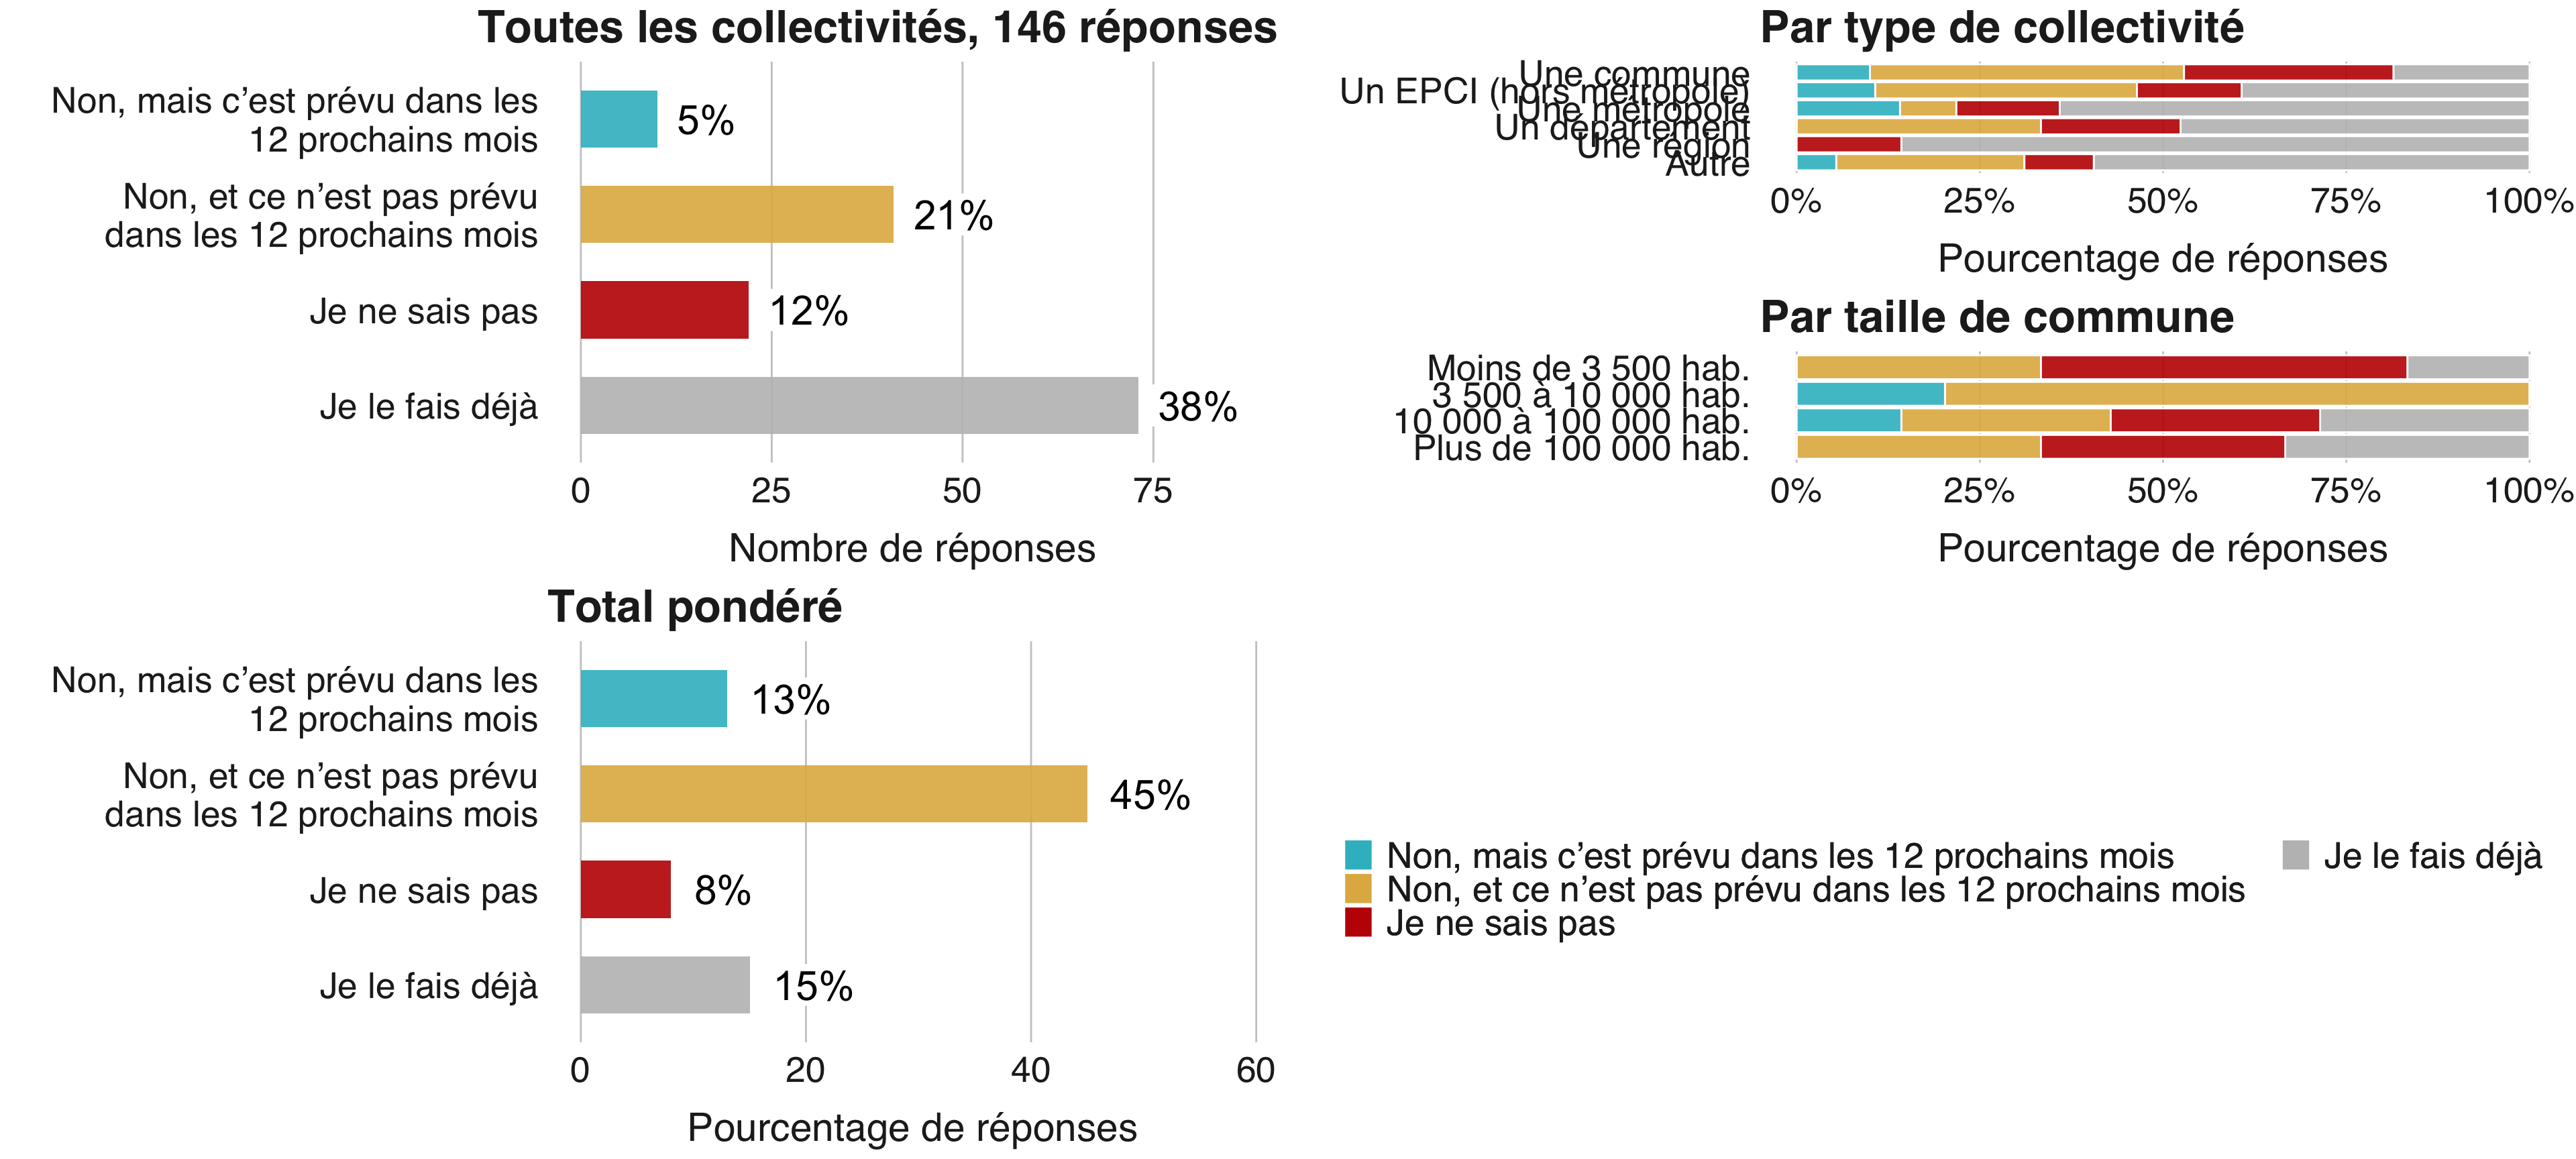 Toutes les collectivités, 146 réponses
Non, mais c’est prévu dans les
12 prochains mois
5%
Non, et ce n’est pas prévu
dans les 12 prochains mois
21%
Je ne sais pas
12%
Je le fais déjà
38%
0 25 50 75
Nombre de réponses
Total pondéré
Non, mais c’est prévu dans les
12 prochains mois
13%
Non, et ce n’est pas prévu
dans les 12 prochains mois
45%
Je ne sais pas
8%
Je le fais déjà
15%
0 20 40 60
Pourcentage de réponses
Par type de collectivité
Une commune
Un EPCI (hors métropole)
Une métropole
Un département
Une région
Autre
0% 25% 50% 75% 100%
Pourcentage de réponses
Par taille de commune
Moins de 3 500 hab.
3 500 à 10 000 hab.
10 000 à 100 000 hab.
Plus de 100 000 hab.
0% 25% 50% 75% 100%
Pourcentage de réponses
Non, mais c’est prévu dans les 12 prochains mois
Non, et ce n’est pas prévu dans les 12 prochains mois
Je ne sais pas
Je le fais déjà